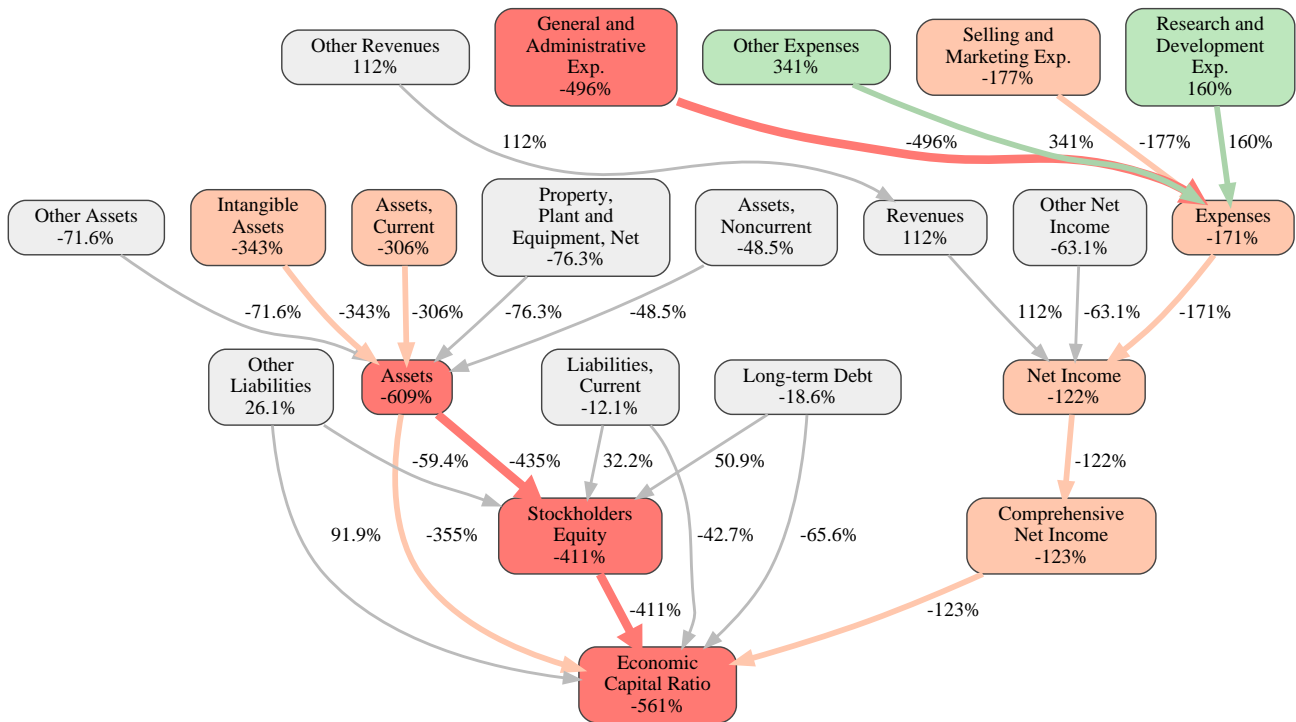 Other Revenues
112%
General and
Administrative
Exp.
-496%
Other Expenses
341%
Selling and
Marketing Exp.
-177%
Research and
Development
Exp.
160%
112%
-496%
341%
-177%
160%
Other Assets
-71.6%
Intangible
Assets
-343%
Assets,
Current
-306%
Property,
Plant and
Equipment, Net
-76.3%
Assets,
Noncurrent
-48.5%
Revenues
112%
Other Net
Income
-63.1%
Expenses
-171%
-71.6%
-343%
-306%
-76.3%
-48.5%
112%
-63.1%
-171%
Other
Liabilities
26.1%
Assets
-609%
Liabilities,
Current
-12.1%
Long-term Debt
-18.6%
Net Income
-122%
-59.4%
-435%
32.2%
50.9%
-122%
91.9%
-355%
Stockholders
Equity
-411%
-42.7%
-65.6%
Comprehensive
Net Income
-123%
-411%
-123%
Economic
Capital Ratio
-561%